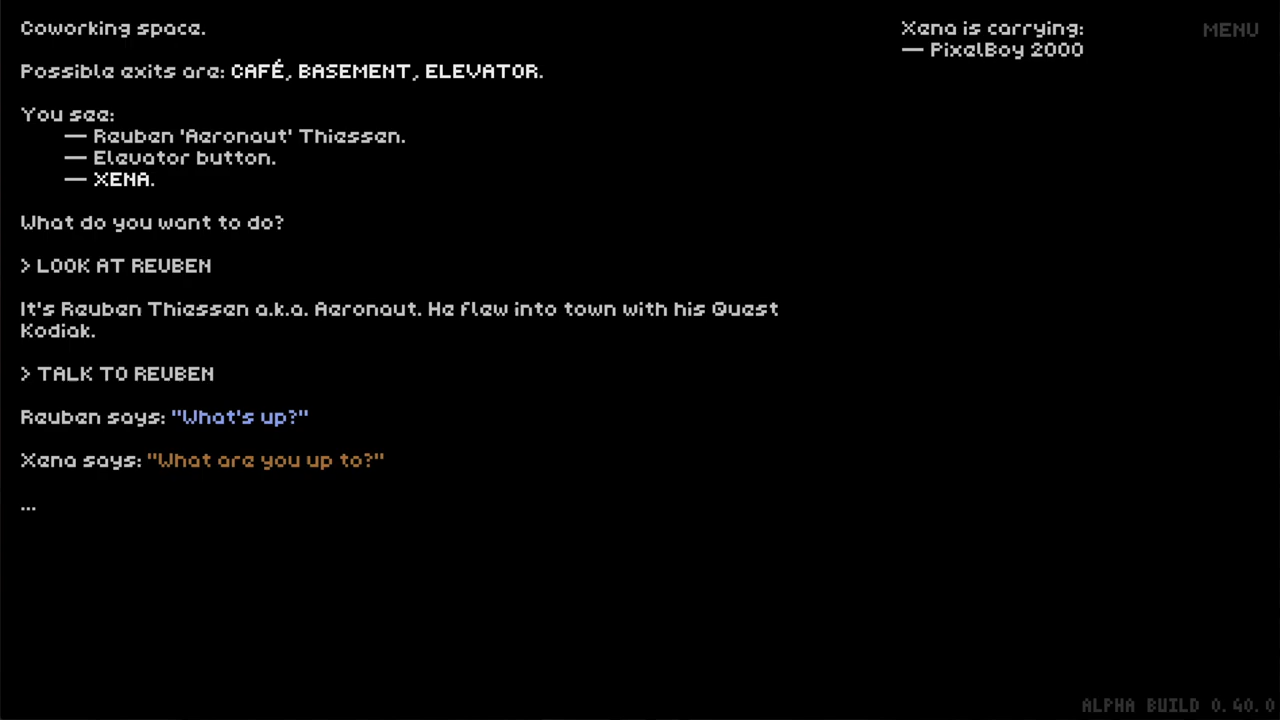 Coworking space.
Possible exits are: CAFÉ, BASEMENT, ELEVATOR.
You see:
— Reuben 'Aeronaut' Thiessen.
— Elevator button.
— XENA.
What do you want to do?
> LOOK AT REUBEN
It's Reuben Thiessen a.k.a. Aeronaut. He flew into town with his Quest
Kodiak.
> TALK TO REUBEN
Reuben says: "What's up?"
Xena says: "What are you up to?"
...
Xena is carrying:
— PixelBoy 2000
MENU
ALPHA BUILD 0.40.0